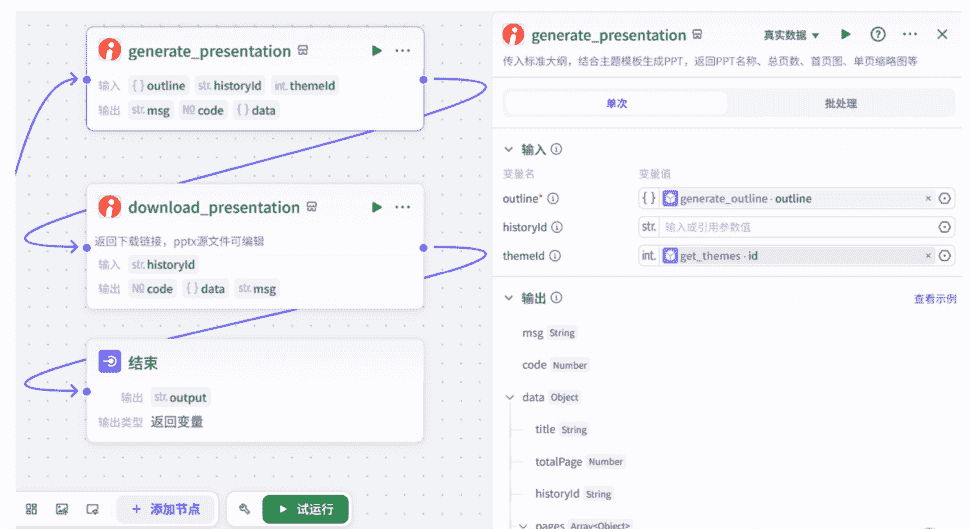 generate_presentation
输入 { } outline str. historyId int. themeId
输出 str. msg № code { } data
download_presentation
返回下载链接，pptx源文件可编辑
输入 str. historyId
输出 № code { } data str. msg
结束
输出 str. output
输出类型 返回变量
添加节点
试运行
generate_presentation 真实数据
传入标准大纲，结合主题模板生成PPT，返回PPT名称、总页数、首页图、单页缩略图等
单次 批处理
输入
变量名 变量值
outline* { } generate_outline · outline
historyId str. 输入或引用参数值
themeId int. get_themes · id
输出 查看示例
msg String
code Number
data Object
title String
totalPage Number
historyId String
pages Array<Object>